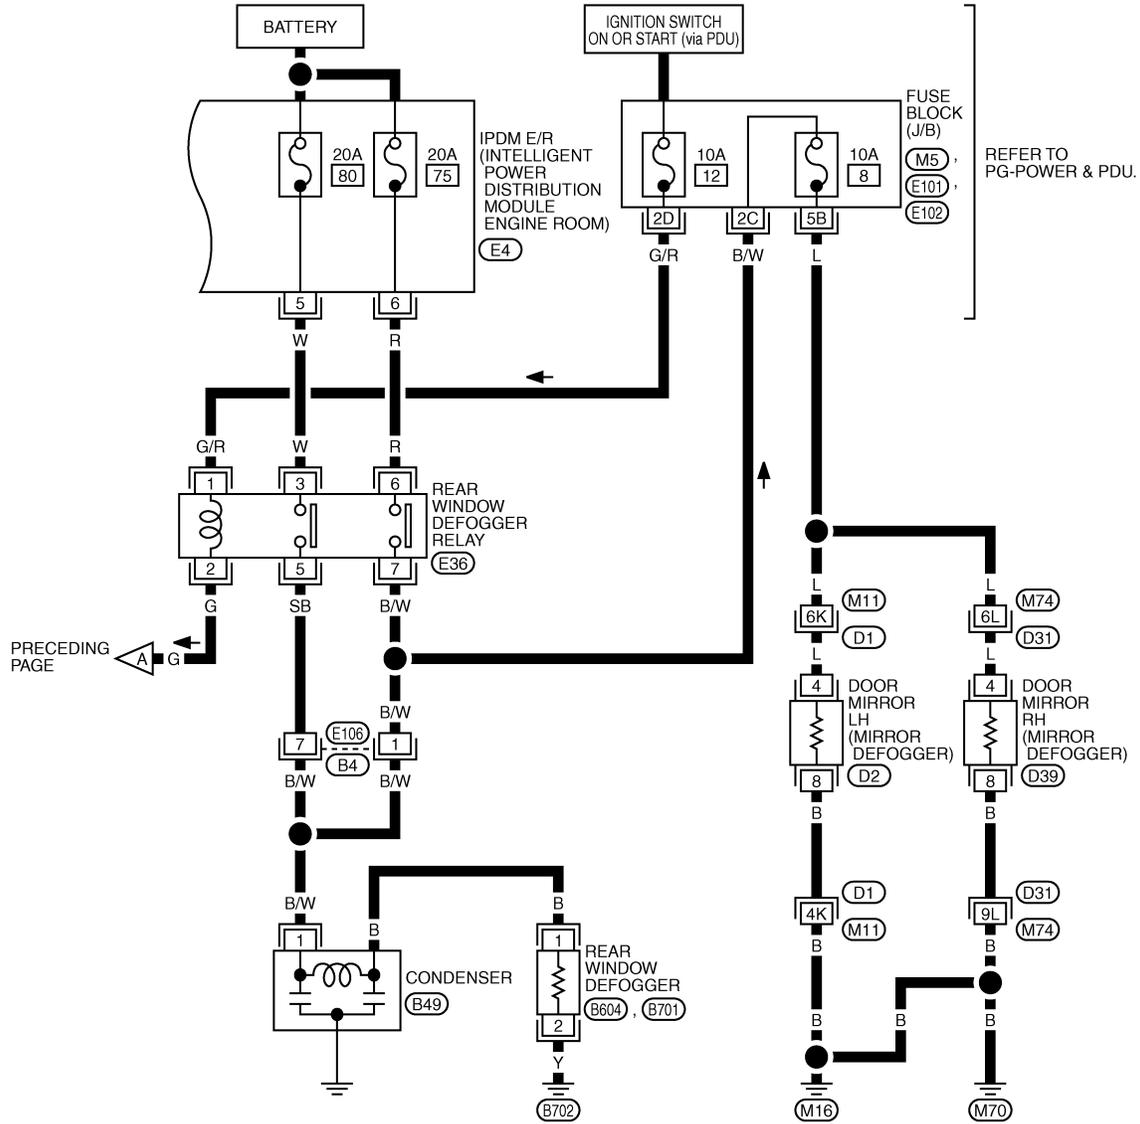 BATTERY
IGNITION SWITCH
ON OR START (via PDU)
20A
80
20A
75
IPDM E/R
(INTELLIGENT
POWER
DISTRIBUTION
MODULE
ENGINE ROOM)
E4
10A
12
10A
8
FUSE
BLOCK
(J/B)
M5 ,
E101 ,
E102
REFER TO
PG-POWER & PDU.
2D
2C
5B
G/R
B/W
L
5
6
W
R
G/R
W
R
1
3
6
REAR
WINDOW
DEFOGGER
RELAY
E36
2
5
7
G
SB
B/W
PRECEDING
PAGE
A
G
B/W
7
E106
B4
1
B/W
B/W
B/W
B
1
CONDENSER
B49
B
1
REAR
WINDOW
DEFOGGER
B604 , B701
2
Y
B702
L
L
6K
M11
D1
6L
M74
D31
L
L
4
DOOR
MIRROR
LH
(MIRROR
DEFOGGER)
D2
8
4
DOOR
MIRROR
RH
(MIRROR
DEFOGGER)
D39
8
B
B
D1
4K
M11
D31
9L
M74
B
B
B
B
B
M16
M70